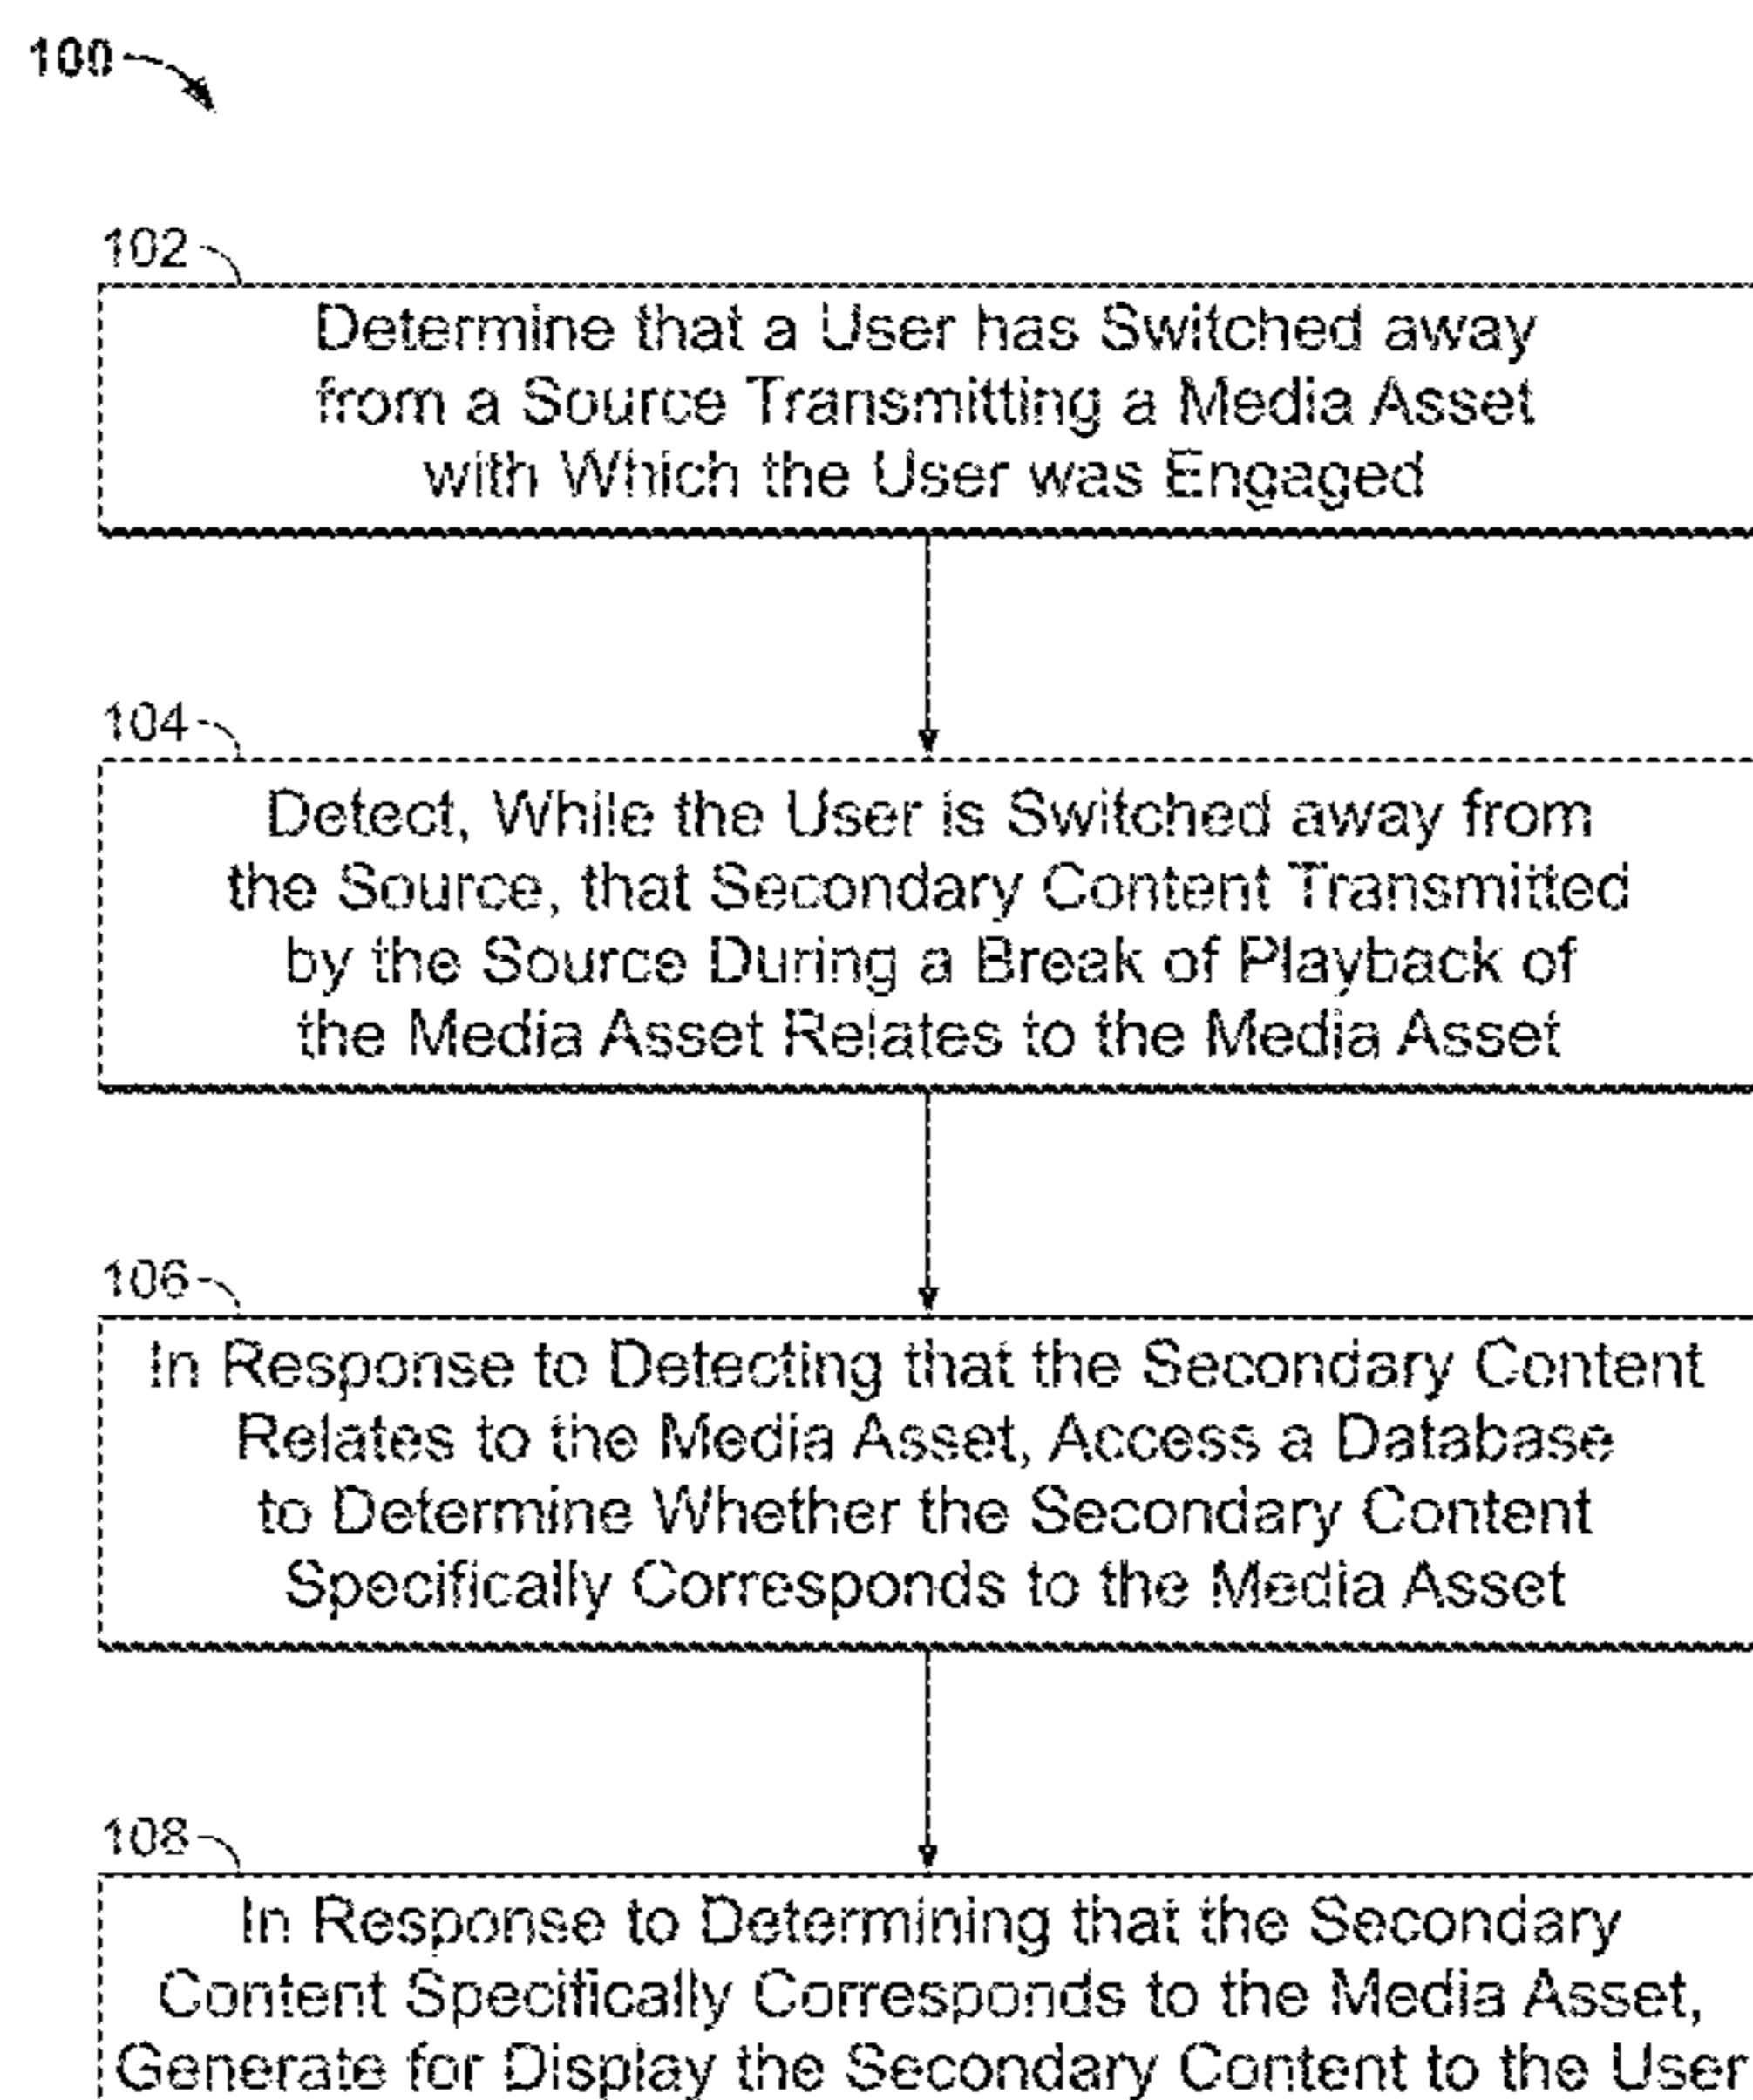 100
102
Determine that a User has Switched away
from a Source Transmitting a Media Asset
with Which the User was Engaged
104
Detect, While the User is Switched away from
the Source, that Secondary Content Transmitted
by the Source During a Break of Playback of
the Media Asset Relates to the Media Asset
106
In Response to Detecting that the Secondary Content
Relates to the Media Asset, Access a Database
to Determine Whether the Secondary Content
Specifically Corresponds to the Media Asset
108
In Response to Determining that the Secondary
Content Specifically Corresponds to the Media Asset,
Generate for Display the Secondary Content to the User